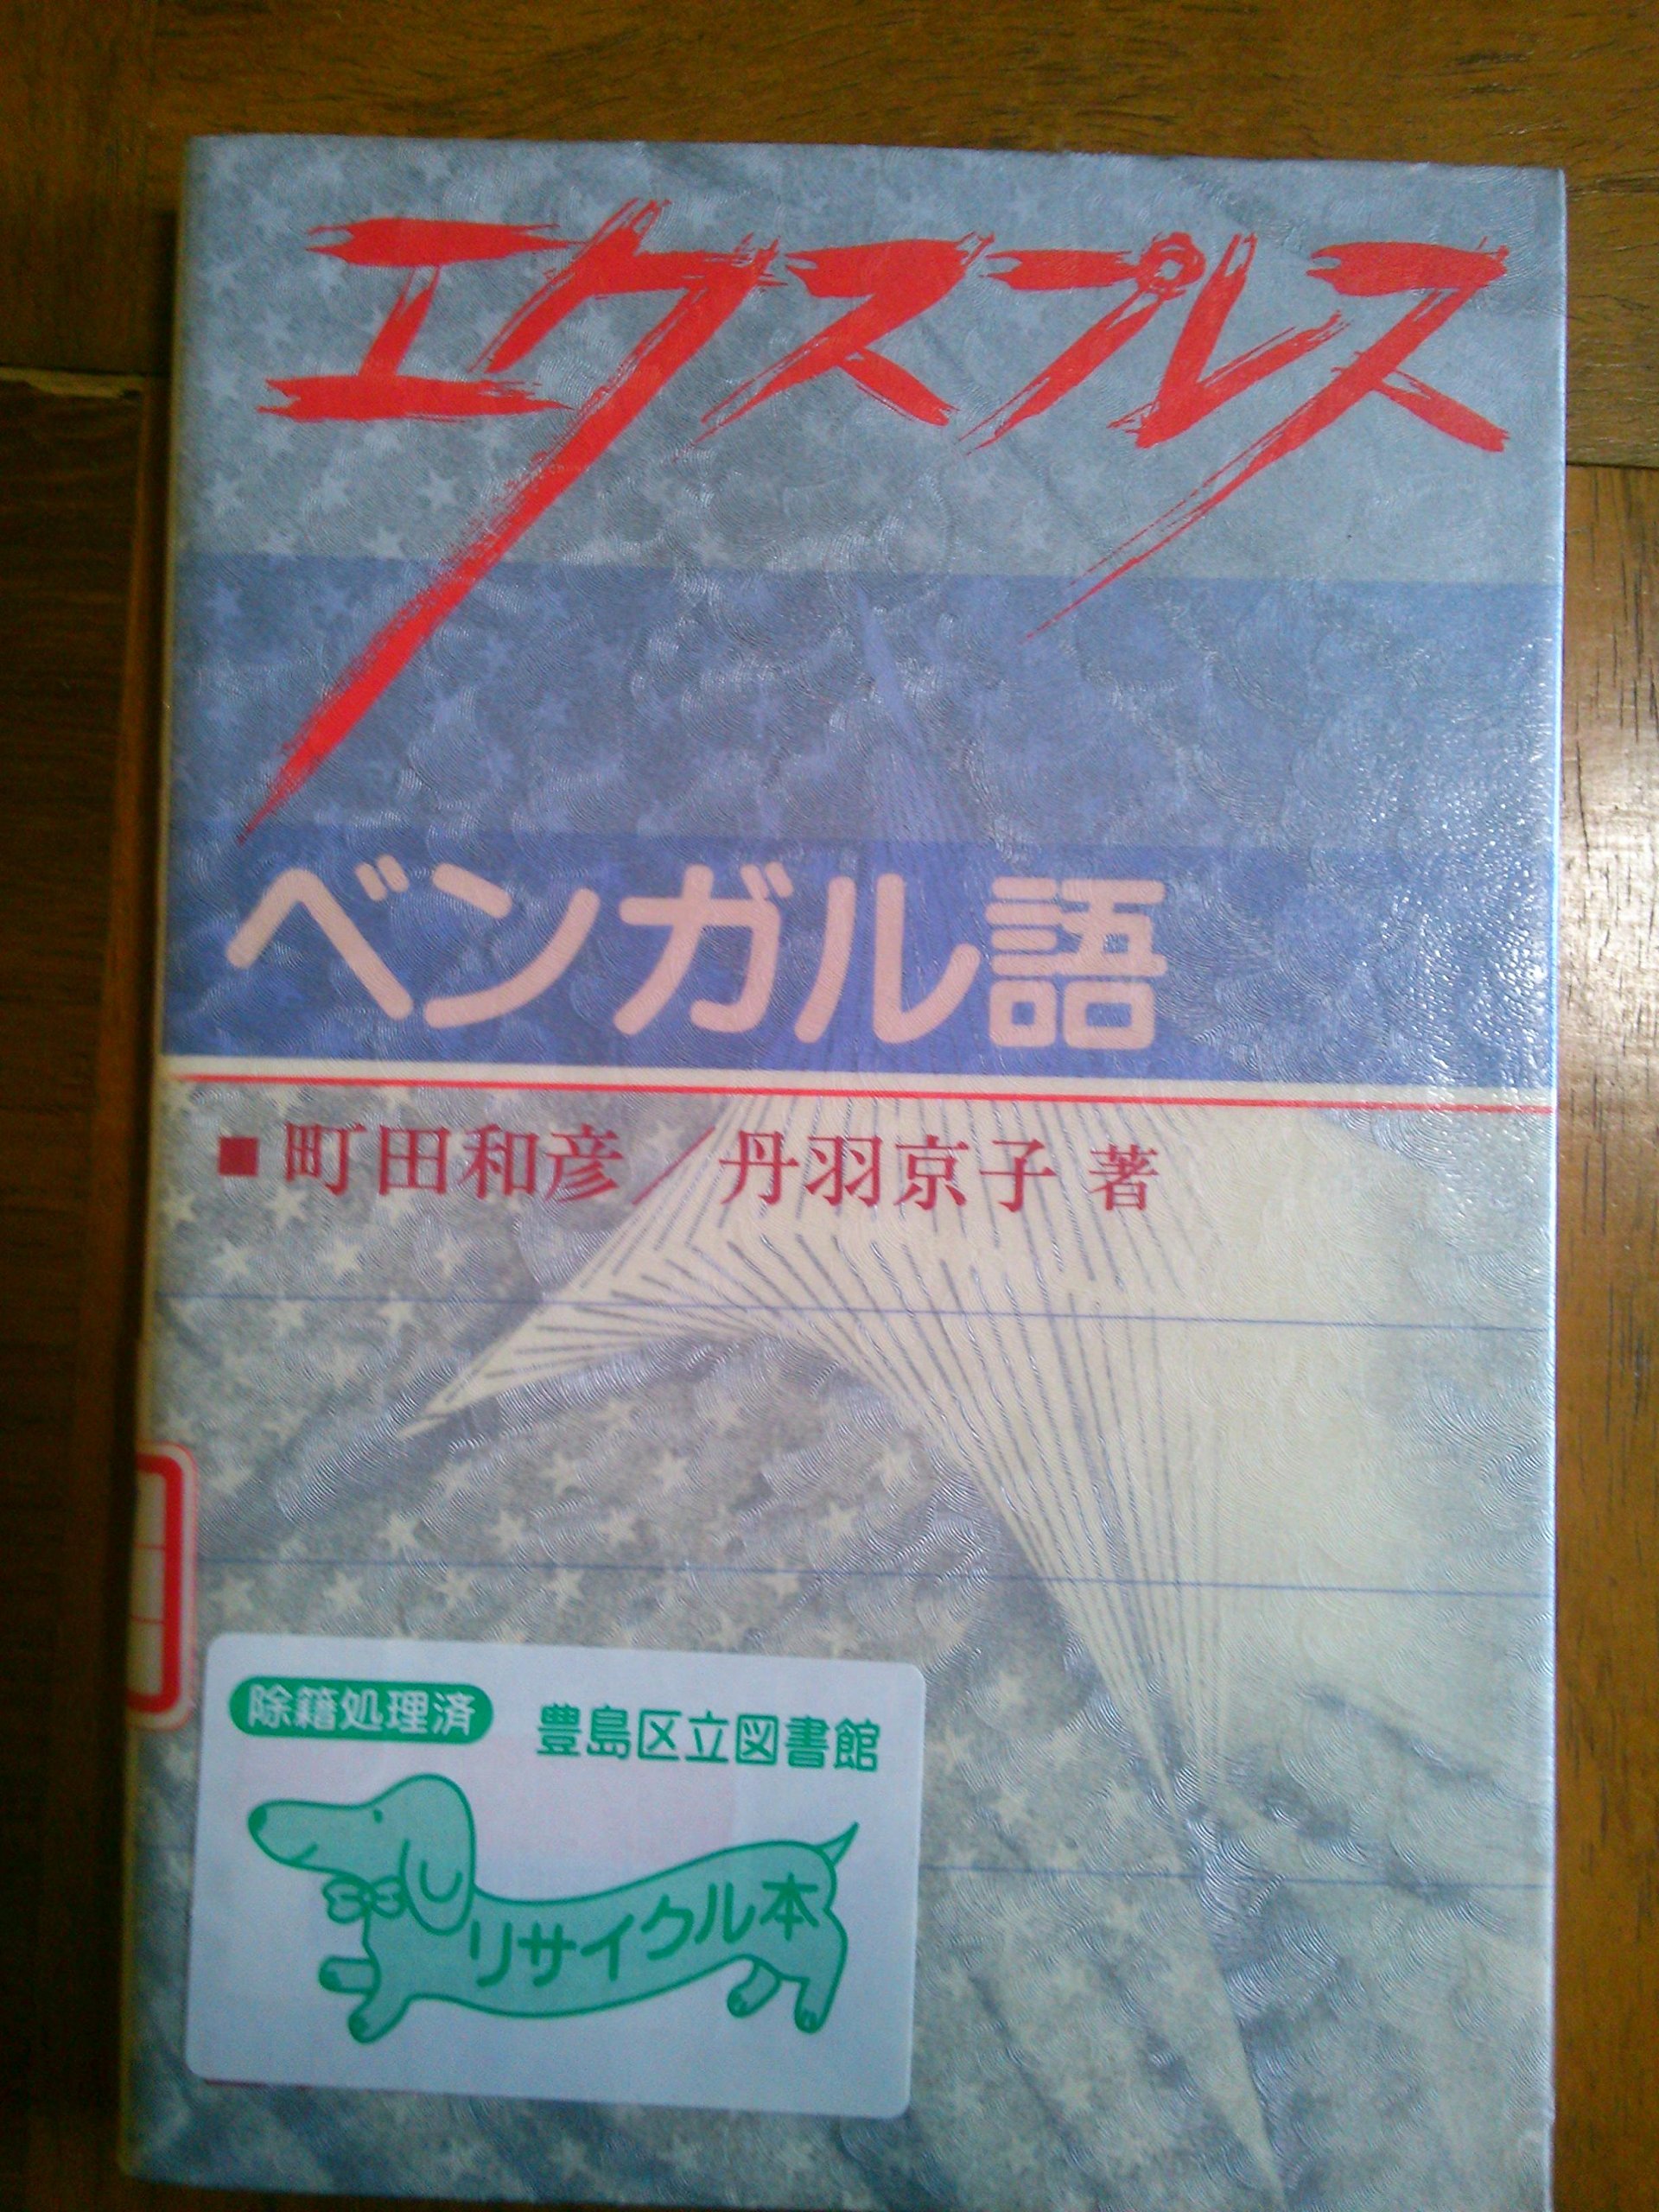 エクスプレス
ベンガル語
■町田和彦／丹羽京子 著
除籍処理済 豊島区立図書館
リサイクル本